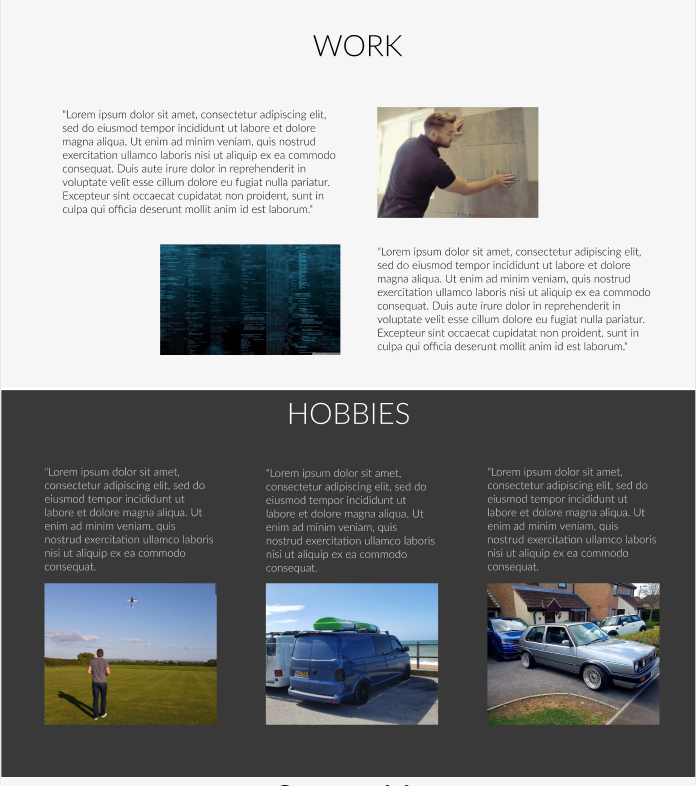 WORK
"Lorem ipsum dolor sit amet, consectetur adipiscing elit,
sed do eiusmod tempor incididunt ut labore et dolore
magna aliqua. Ut enim ad minim veniam, quis nostrud
exercitation ullamco laboris nisi ut aliquip ex ea commodo
consequat. Duis aute irure dolor in reprehenderit in
voluptate velit esse cillum dolore eu fugiat nulla pariatur.
Excepteur sint occaecat cupidatat non proident, sunt in
culpa qui officia deserunt mollit anim id est laborum."
"Lorem ipsum dolor sit amet, consectetur adipiscing elit,
sed do eiusmod tempor incididunt ut labore et dolore
magna aliqua. Ut enim ad minim veniam, quis nostrud
exercitation ullamco laboris nisi ut aliquip ex ea commodo
consequat. Duis aute irure dolor in reprehenderit in
voluptate velit esse cillum dolore eu fugiat nulla pariatur.
Excepteur sint occaecat cupidatat non proident, sunt in
culpa qui officia deserunt mollit anim id est laborum."
HOBBIES
"Lorem ipsum dolor sit amet,
consectetur adipiscing elit, sed do
eiusmod tempor incididunt ut
labore et dolore magna aliqua. Ut
enim ad minim veniam, quis
nostrud exercitation ullamco laboris
nisi ut aliquip ex ea commodo
consequat.
"Lorem ipsum dolor sit amet,
consectetur adipiscing elit, sed do
eiusmod tempor incididunt ut
labore et dolore magna aliqua. Ut
enim ad minim veniam, quis
nostrud exercitation ullamco laboris
nisi ut aliquip ex ea commodo
consequat.
"Lorem ipsum dolor sit amet,
consectetur adipiscing elit, sed do
eiusmod tempor incididunt ut
labore et dolore magna aliqua. Ut
enim ad minim veniam, quis
nostrud exercitation ullamco laboris
nisi ut aliquip ex ea commodo
consequat.